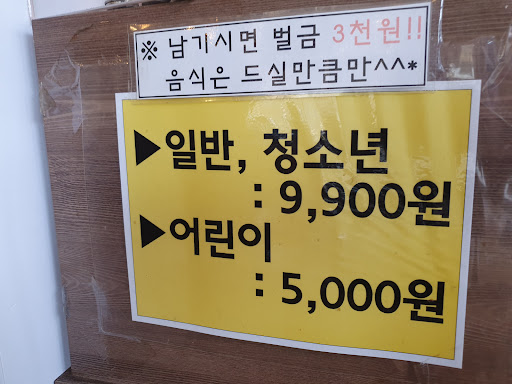 ※ 남기시면 벌금 3천원!!
음식은 드실만큼만^^*
▶일반, 청소년
: 9,900원
▶어린이
: 5,000원